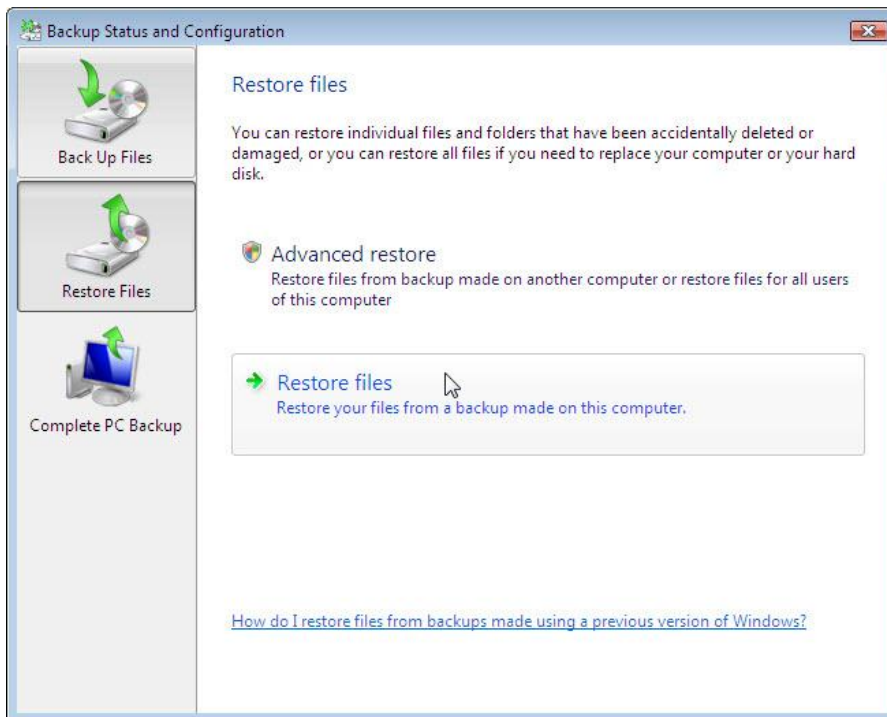 Backup Status and Configuration
Back Up Files
Restore Files
Complete PC Backup
Restore files
You can restore individual files and folders that have been accidentally deleted or
damaged, or you can restore all files if you need to replace your computer or your hard
disk.
Advanced restore
Restore files from backup made on another computer or restore files for all users
of this computer
Restore files
Restore your files from a backup made on this computer.
How do I restore files from backups made using a previous version of Windows?